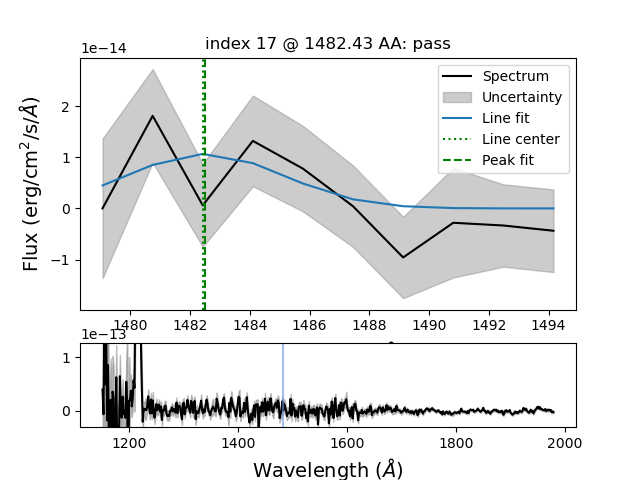 index 17 @ 1482.43 AA: pass
1e−14
Flux (erg/cm²/s/Å)
2
1
0
−1
Spectrum
Uncertainty
Line fit
Line center
Peak fit
1480 1482 1484 1486 1488 1490 1492 1494
1e−13
1
0
1200 1400 1600 1800 2000
Wavelength (Å)